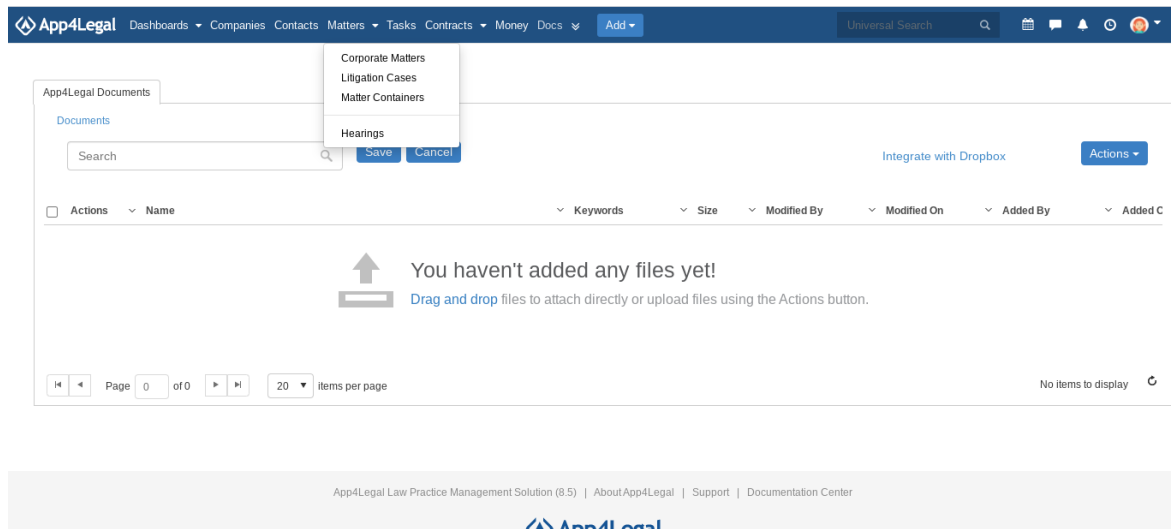 App4Legal Dashboards Companies Contacts Matters Tasks Contracts Money Docs Add Universal Search
Corporate Matters
Litigation Cases
Matter Containers
Hearings
App4Legal Documents
Documents
Search Save Cancel Integrate with Dropbox Actions
Actions Name Keywords Size Modified By Modified On Added By Added
You haven't added any files yet!
Drag and drop files to attach directly or upload files using the Actions button.
Page 0 of 0 20 items per page No items to display
App4Legal Law Practice Management Solution (8.5) | About App4Legal | Support | Documentation Center
App4Legal